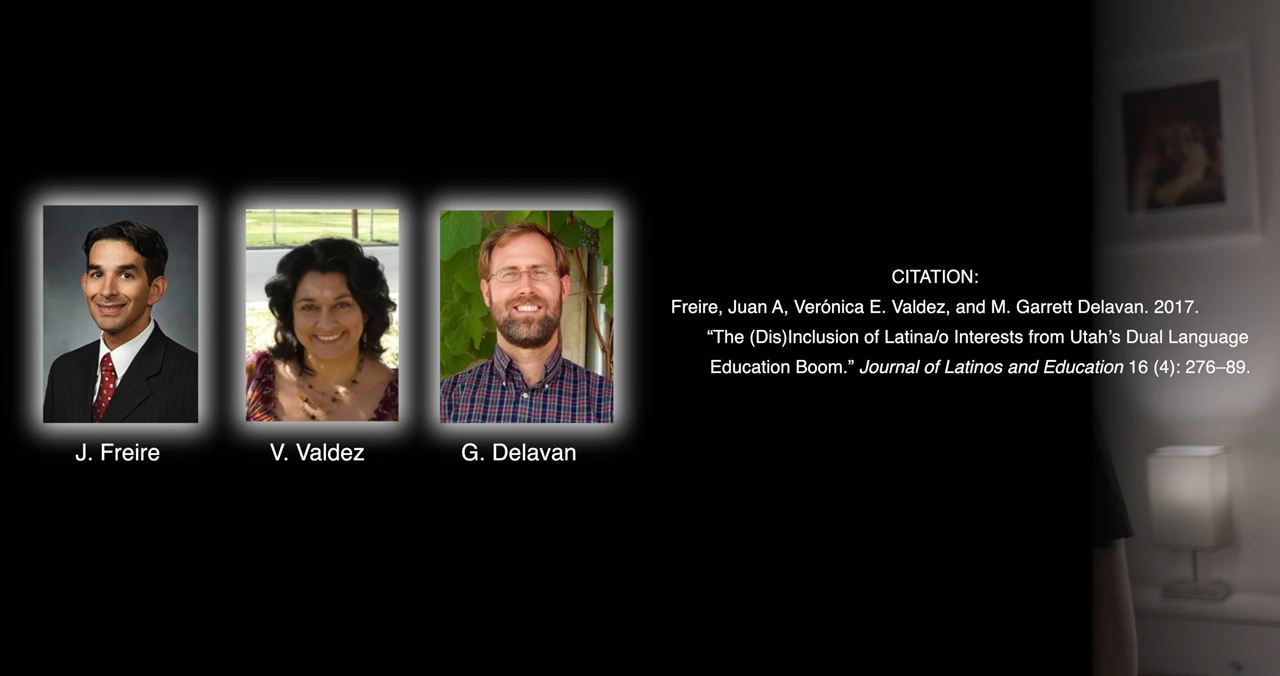 J. Freire
V. Valdez
G. Delavan
CITATION:
Freire, Juan A, Verónica E. Valdez, and M. Garrett Delavan. 2017.
“The (Dis)Inclusion of Latina/o Interests from Utah’s Dual Language
Education Boom.” Journal of Latinos and Education 16 (4): 276–89.